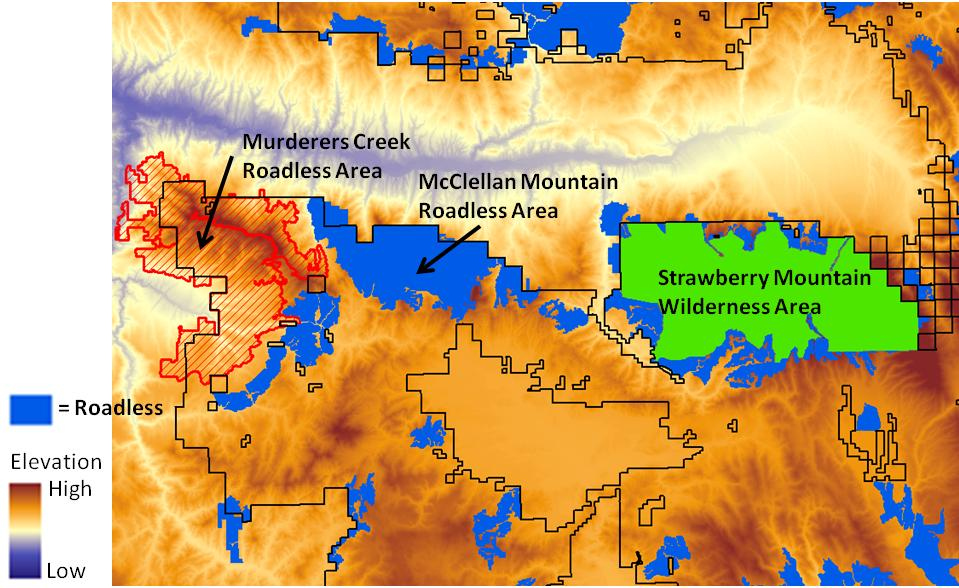 Murderers Creek
Roadless Area
McClellan Mountain
Roadless Area
Strawberry Mountain
Wilderness Area
= Roadless
Elevation
High
Low